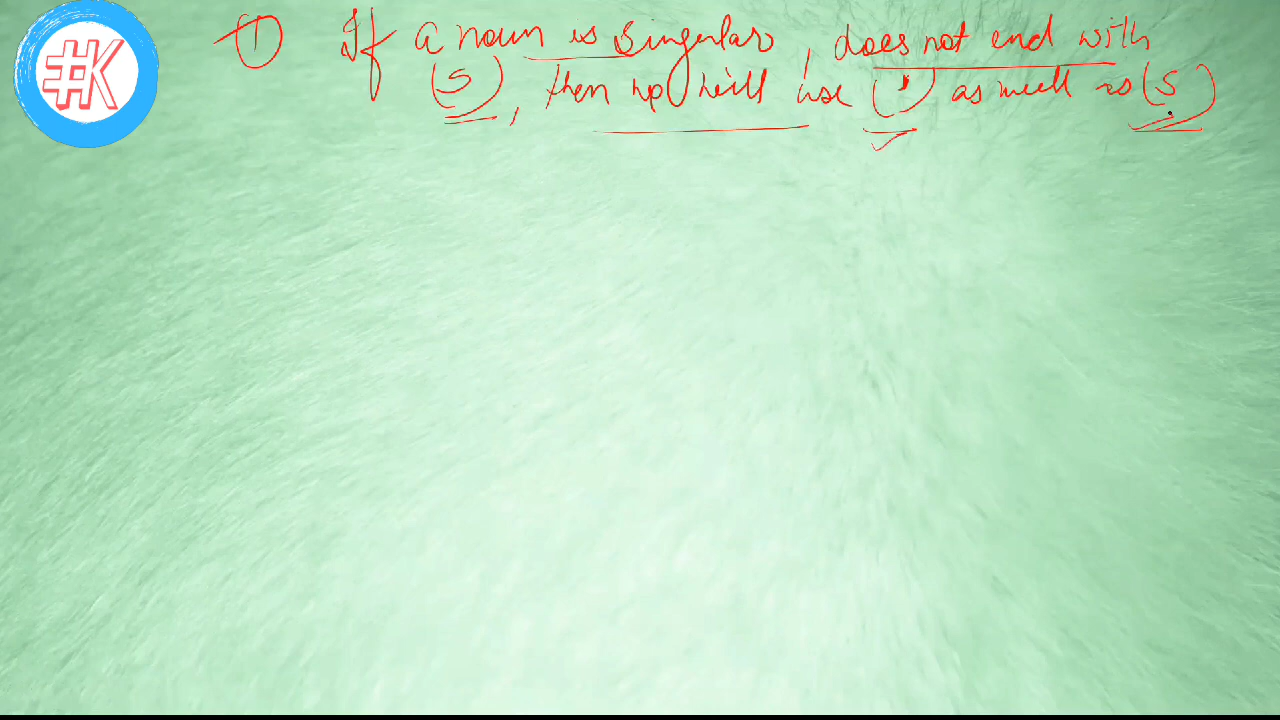 #K
① If a noun is singular, does not end with
(S), then we will use (') as well as (S)